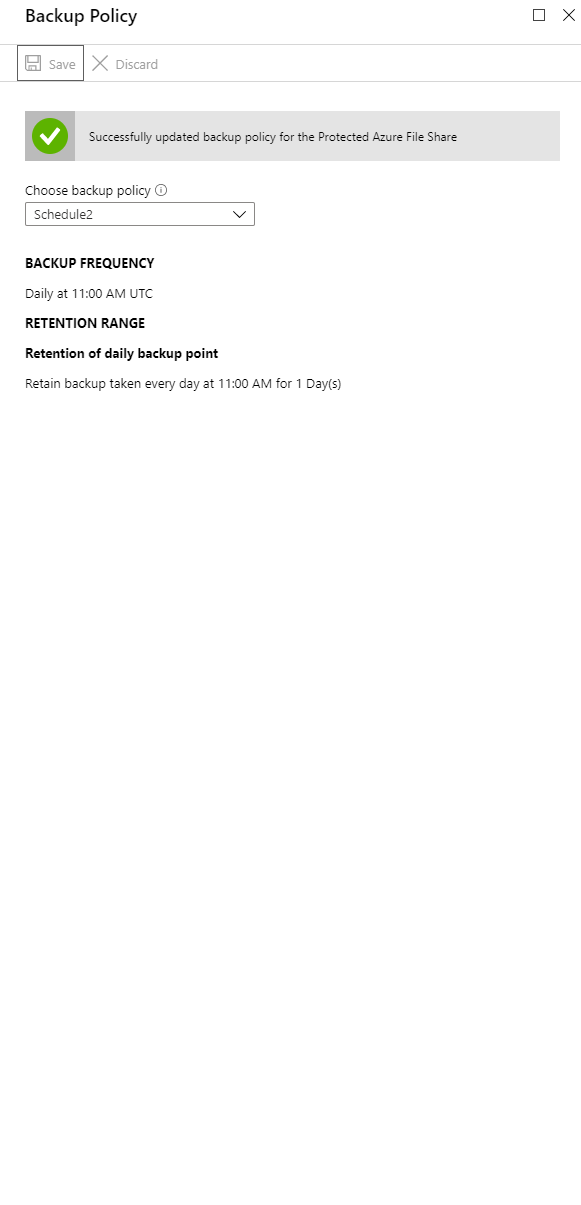 Backup Policy
Save
Discard
Successfully updated backup policy for the Protected Azure File Share
Choose backup policy
Schedule2
BACKUP FREQUENCY
Daily at 11:00 AM UTC
RETENTION RANGE
Retention of daily backup point
Retain backup taken every day at 11:00 AM for 1 Day(s)